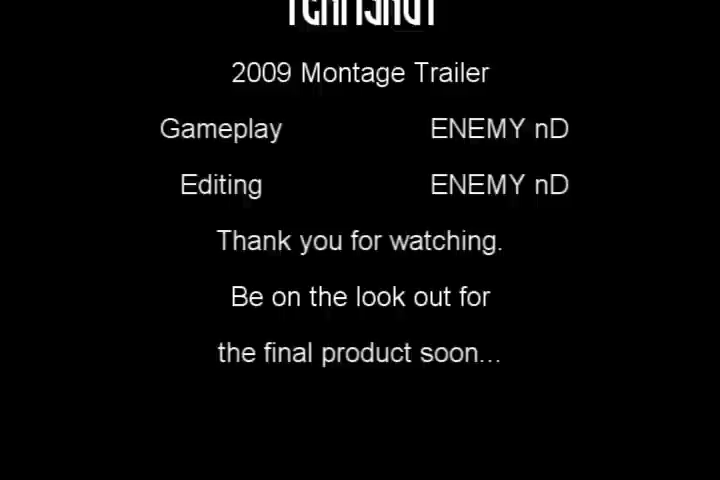 2009 Montage Trailer
Gameplay ENEMY nD
Editing ENEMY nD
Thank you for watching.
Be on the look out for
the final product soon...